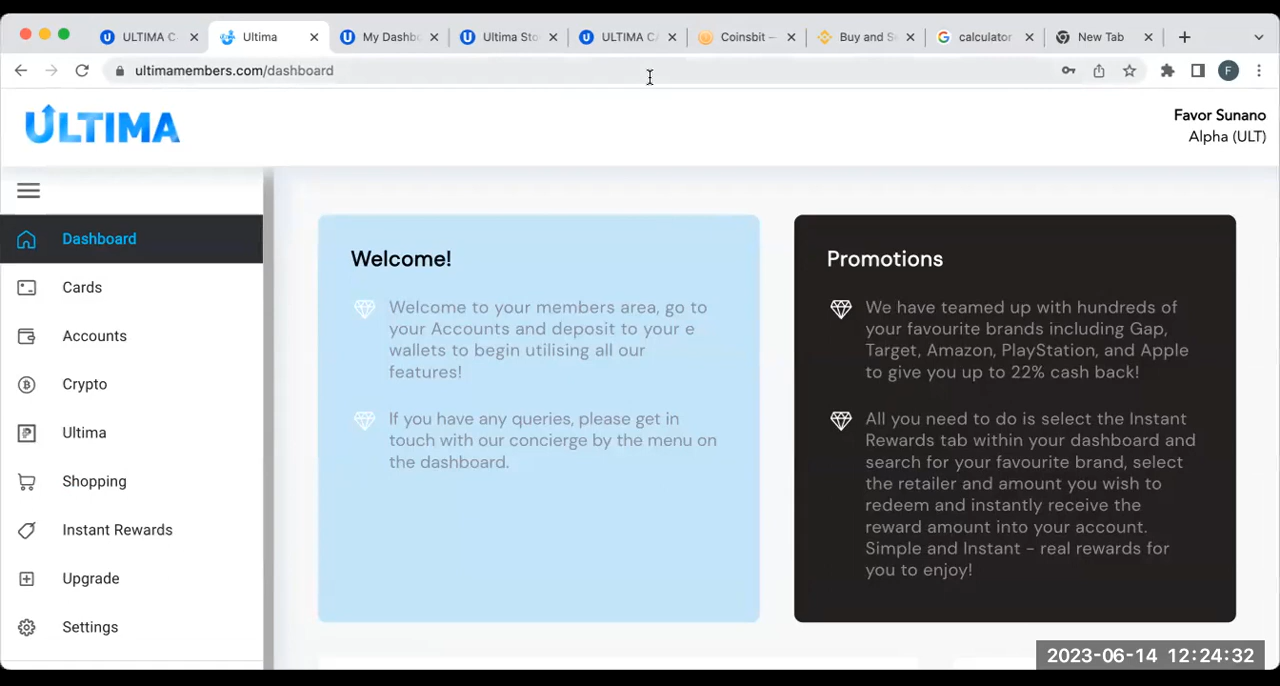 ULTIMA C
Ultima
My Dashb
Ultima Sto
ULTIMA CA
Coinsbit –
Buy and S
calculator
New Tab
ultimamembers.com/dashboard
F
ULTIMA
Favor Sunano
Alpha (ULT)
Dashboard
Cards
Accounts
Crypto
Ultima
Shopping
Instant Rewards
Upgrade
Settings
Welcome!
Welcome to your members area, go to
your Accounts and deposit to your e
wallets to begin utilising all our
features!
If you have any queries, please get in
touch with our concierge by the menu on
the dashboard.
Promotions
We have teamed up with hundreds of
your favourite brands including Gap,
Target, Amazon, PlayStation, and Apple
to give you up to 22% cash back!
All you need to do is select the Instant
Rewards tab within your dashboard and
search for your favourite brand, select
the retailer and amount you wish to
redeem and instantly receive the
reward amount into your account.
Simple and Instant - real rewards for
you to enjoy!
2023-06-14 12:24:32